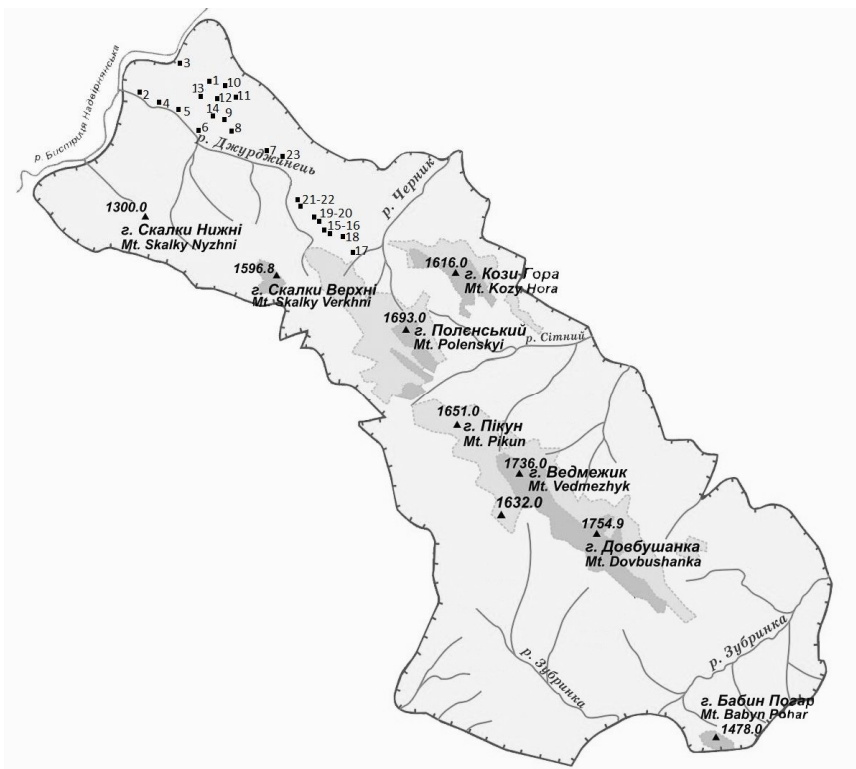 р. Бистриця Надвірнянська
3
1
10
2
13
12
11
4
5
14
9
6
8
р. Джурджинець
7
23
р. Черник
21-22
19-20
15-16
18
17
1300.0
г. Скалки Нижні
Mt. Skalky Nyzhni
1596.8
г. Скалки Верхні
Mt. Skalky Verkhni
1616.0
г. Кози-Гора
Mt. Kozy Hora
1693.0
г. Полєнський
Mt. Polenskyi
р. Сітний
1651.0
г. Пікун
Mt. Pikun
1736.0
г. Ведмежик
Mt. Vedmezhyk
1632.0
1754.9
г. Довбушанка
Mt. Dovbushanka
р. Зубринка
р. Зубринка
г. Бабин Погар
Mt. Babyn Pohar
1478.0